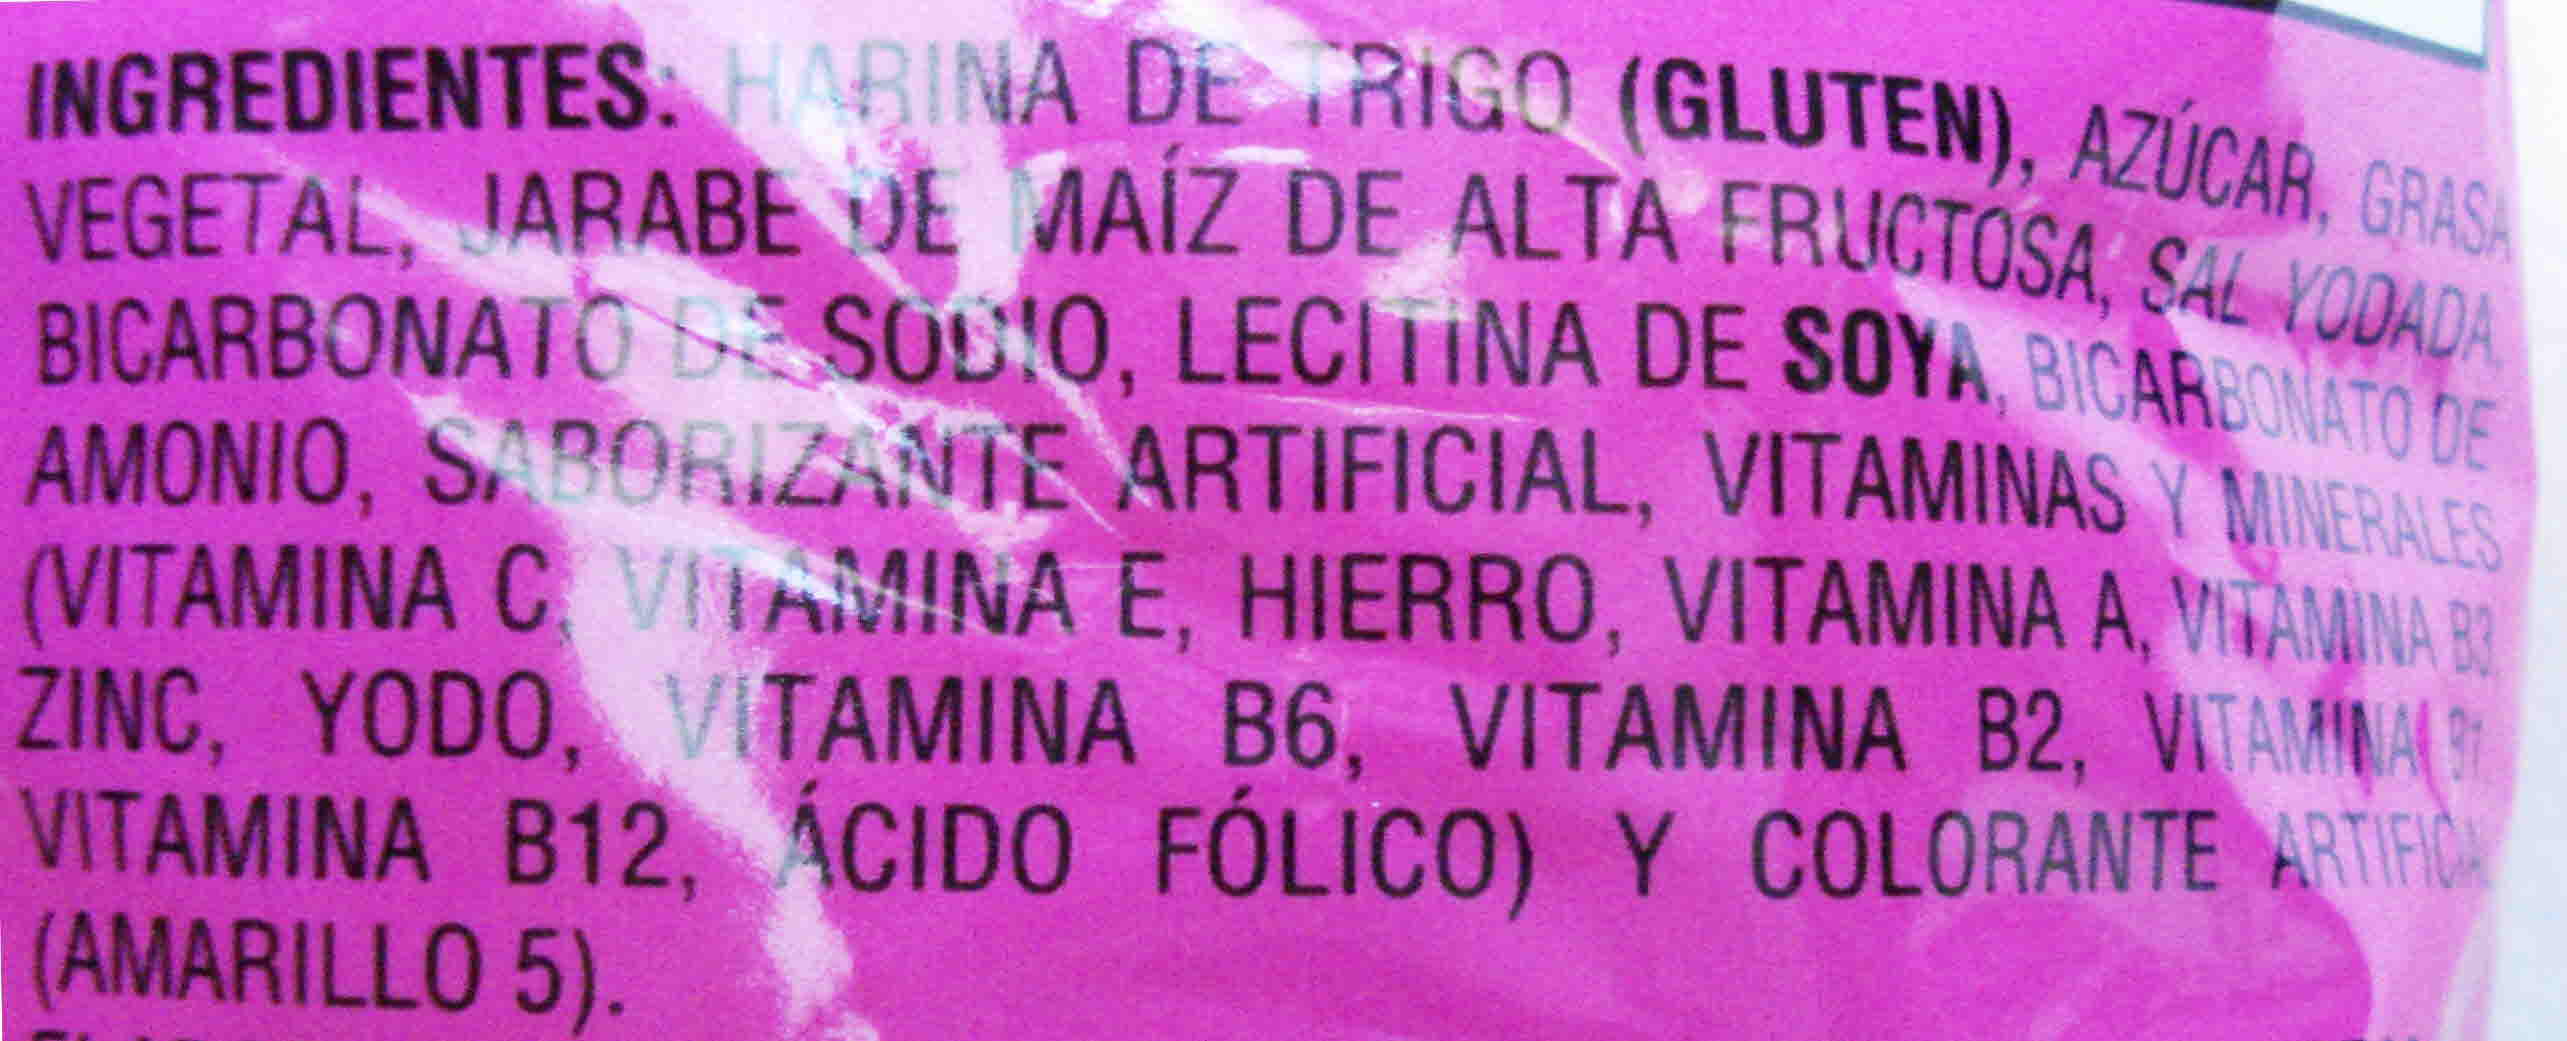 INGREDIENTES: HARINA DE TRIGO (GLUTEN), AZÚCAR, GRASA
VEGETAL, JARABE DE MAÍZ DE ALTA FRUCTOSA, SAL YODADA,
BICARBONATO DE SODIO, LECITINA DE SOYA, BICARBONATO DE
AMONIO, SABORIZANTE ARTIFICIAL, VITAMINAS Y MINERALES
(VITAMINA C, VITAMINA E, HIERRO, VITAMINA A, VITAMINA B3,
ZINC, YODO, VITAMINA B6, VITAMINA B2, VITAMINA B1,
VITAMINA B12, ÁCIDO FÓLICO) Y COLORANTE ARTIFICIAL
(AMARILLO 5).